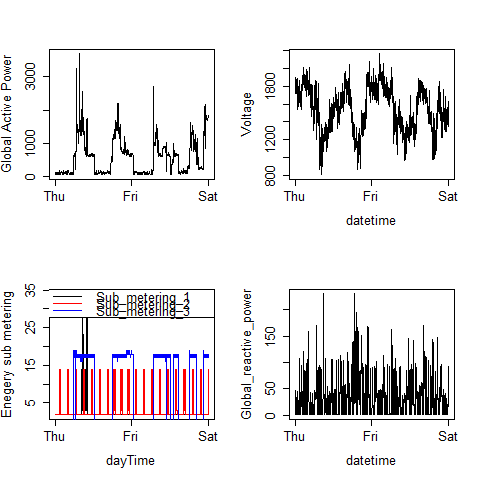 Global Active Power
3000
1000
0
Thu
Fri
Sat
Voltage
1800
1200
800
Thu
Fri
Sat
datetime
Enegery sub metering
35
25
15
5
Sub_metering_1
Sub_metering_2
Sub_metering_3
Thu
Fri
Sat
dayTime
Global_reactive_power
150
50
0
Thu
Fri
Sat
datetime